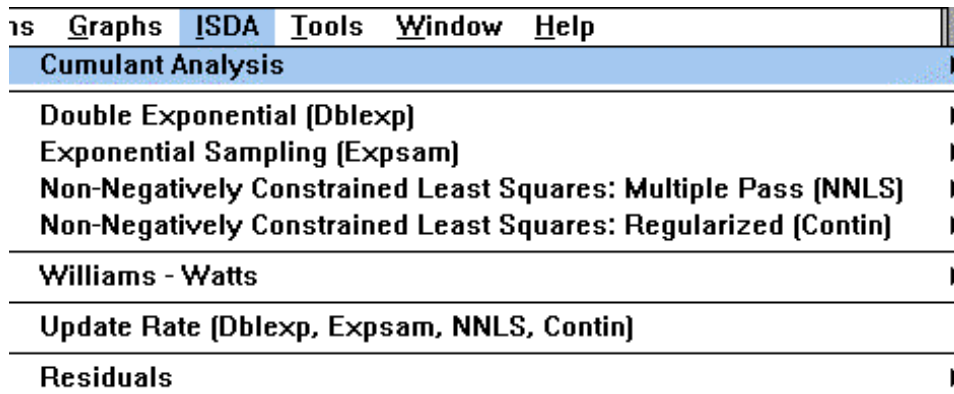 ns Graphs ISDA Tools Window Help
Cumulant Analysis
Double Exponential (Dblexp)
Exponential Sampling (Expsam)
Non-Negatively Constrained Least Squares: Multiple Pass (NNLS)
Non-Negatively Constrained Least Squares: Regularized (Contin)
Williams - Watts
Update Rate (Dblexp, Expsam, NNLS, Contin)
Residuals